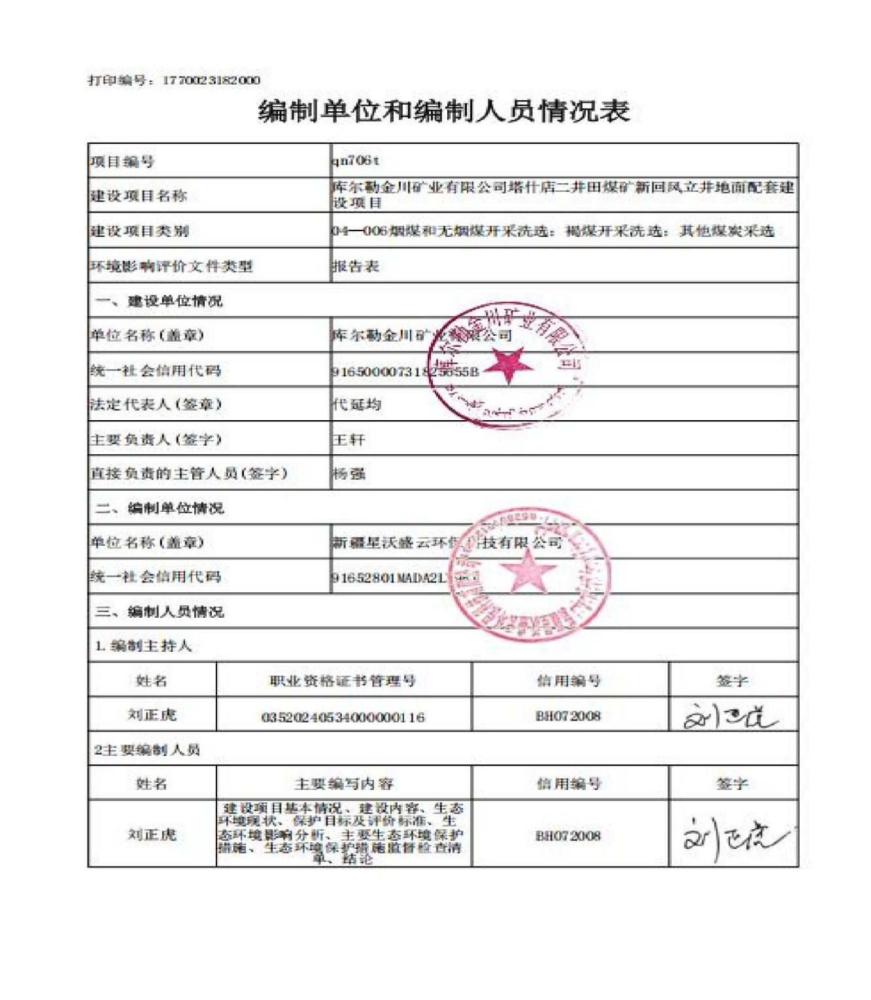 打印编号：1770023182000
编制单位和编制人员情况表
项目编号 qn706t
建设项目名称 库尔勒金川矿业有限公司塔什店二井田煤矿新回风立井地面配套建
设项目
建设项目类别 04—006烟煤和无烟煤开采洗选；褐煤开采洗选；其他煤炭采选
环境影响评价文件类型 报告表
一、建设单位情况
单位名称(盖章) 库尔勒金川矿业有限公司
库尔勒金川矿业有限公司
统一社会信用代码
法定代表人(签章) 代延均
主要负责人(签字) 王轩
直接负责的主管人员(签字) 杨强
二、编制单位情况
单位名称(盖章) 新疆星沃盛云环保科技有限公司
统一社会信用代码 91652801MADA2L
三、编制人员情况
1.编制主持人
姓名 职业资格证书管理号 信用编号 签字
刘正虎 03520240534000000116 BH072008 刘正虎
2主要编制人员
姓名 主要编写内容 信用编号 签字
建设项目基本情况、建设内容、生态
环境现状、保护目标及评价标准、生
刘正虎 态环境影响分析、主要生态环境保护 BH072008 刘正虎
措施、生态环境保护措施监督检查清
单、结论